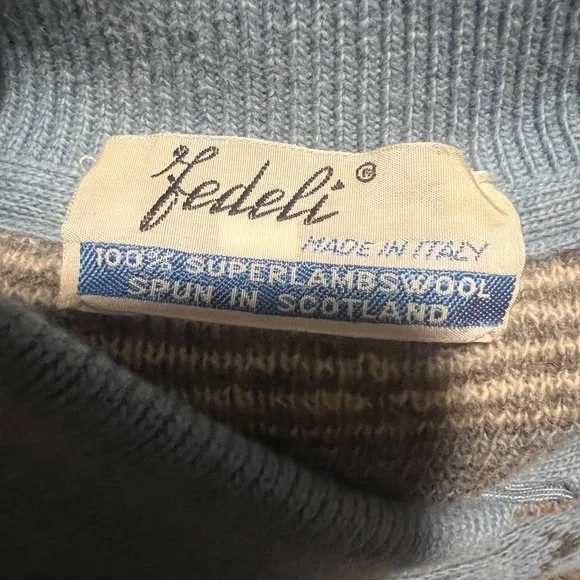 Fedeli®
MADE IN ITALY
100% SUPERLAMBSWOOL
SPUN IN SCOTLAND